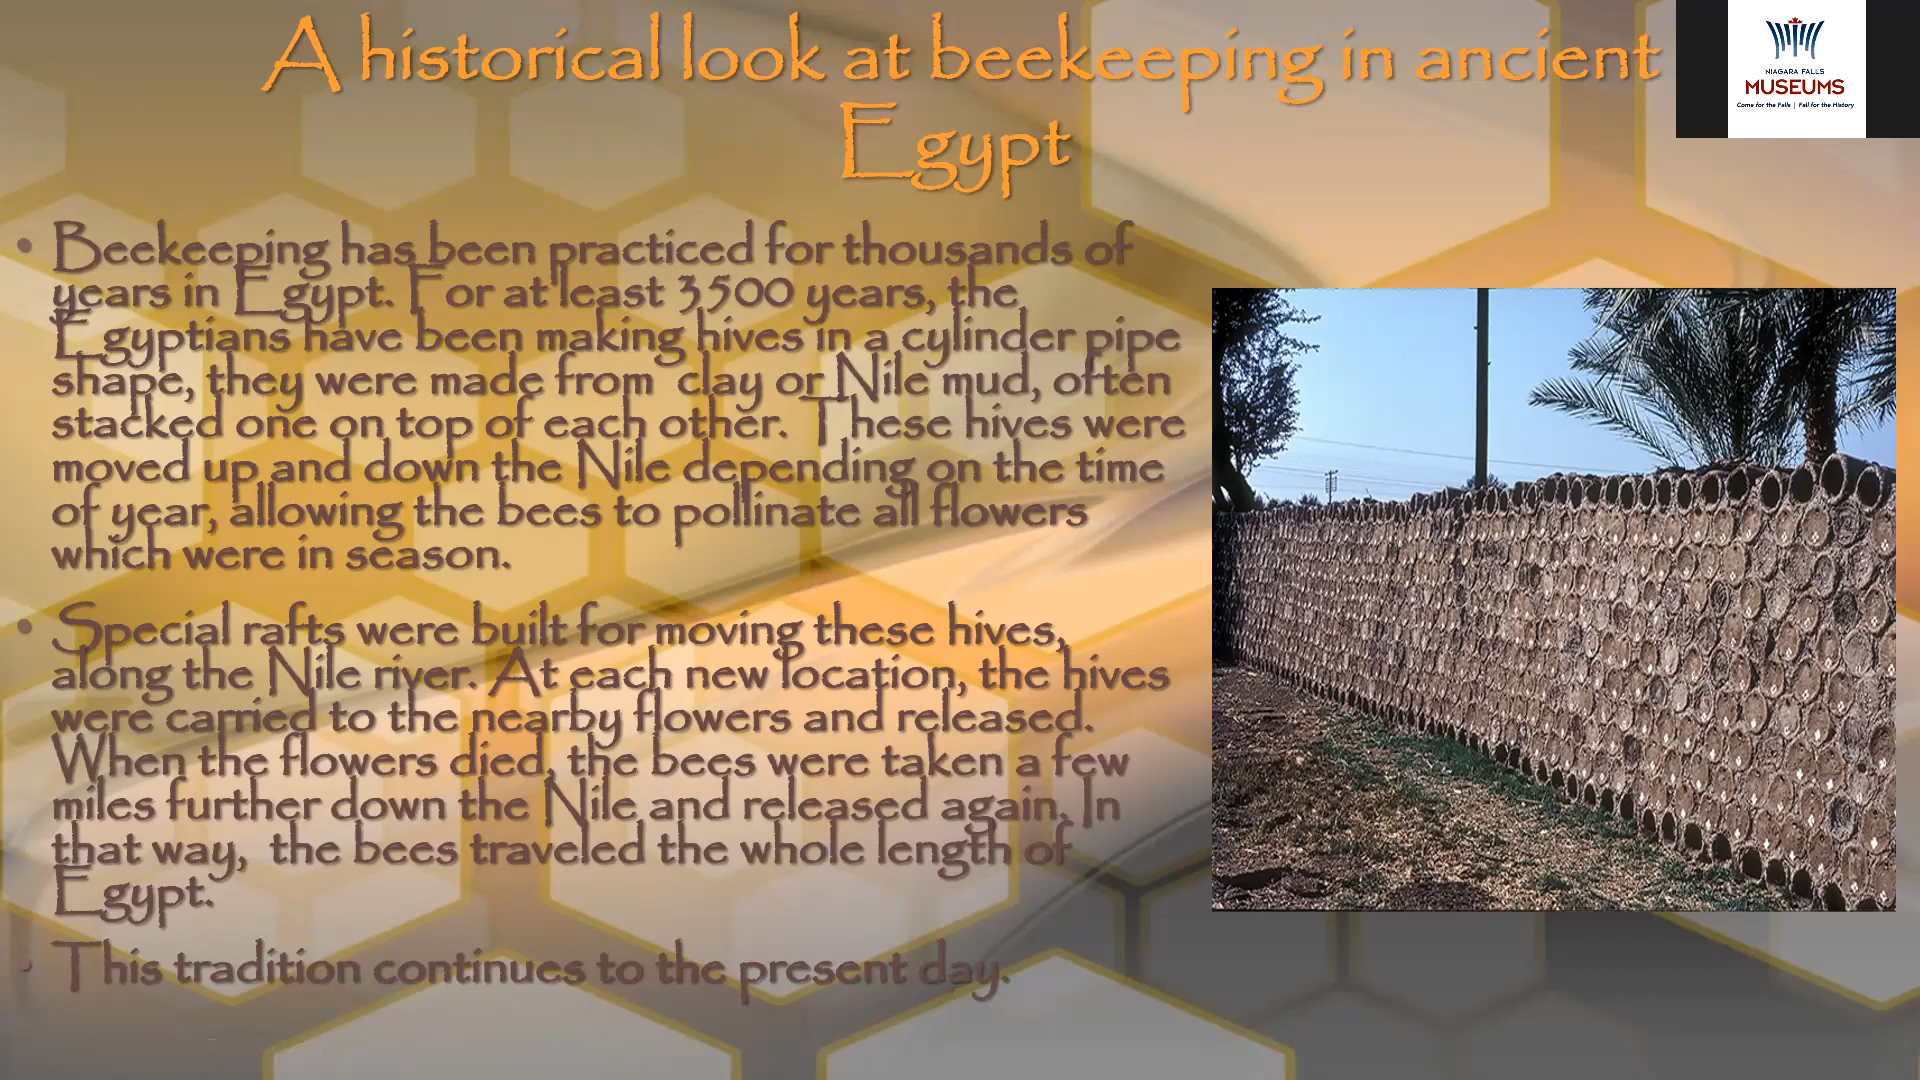 A historical look at beekeeping in ancient
Egypt
NIAGARA FALLS
MUSEUMS
Come for the Falls | Fall for the History
• Beekeeping has been practiced for thousands of
years in Egypt. For at least 3500 years, the
Egyptians have been making hives in a cylinder pipe
shape, they were made from clay or Nile mud, often
stacked one on top of each other. These hives were
moved up and down the Nile depending on the time
of year, allowing the bees to pollinate all flowers
which were in season.
• Special rafts were built for moving these hives,
along the Nile river. At each new location, the hives
were carried to the nearby flowers and released.
When the flowers died, the bees were taken a few
miles further down the Nile and released again. In
that way, the bees traveled the whole length of
Egypt.
• This tradition continues to the present day.